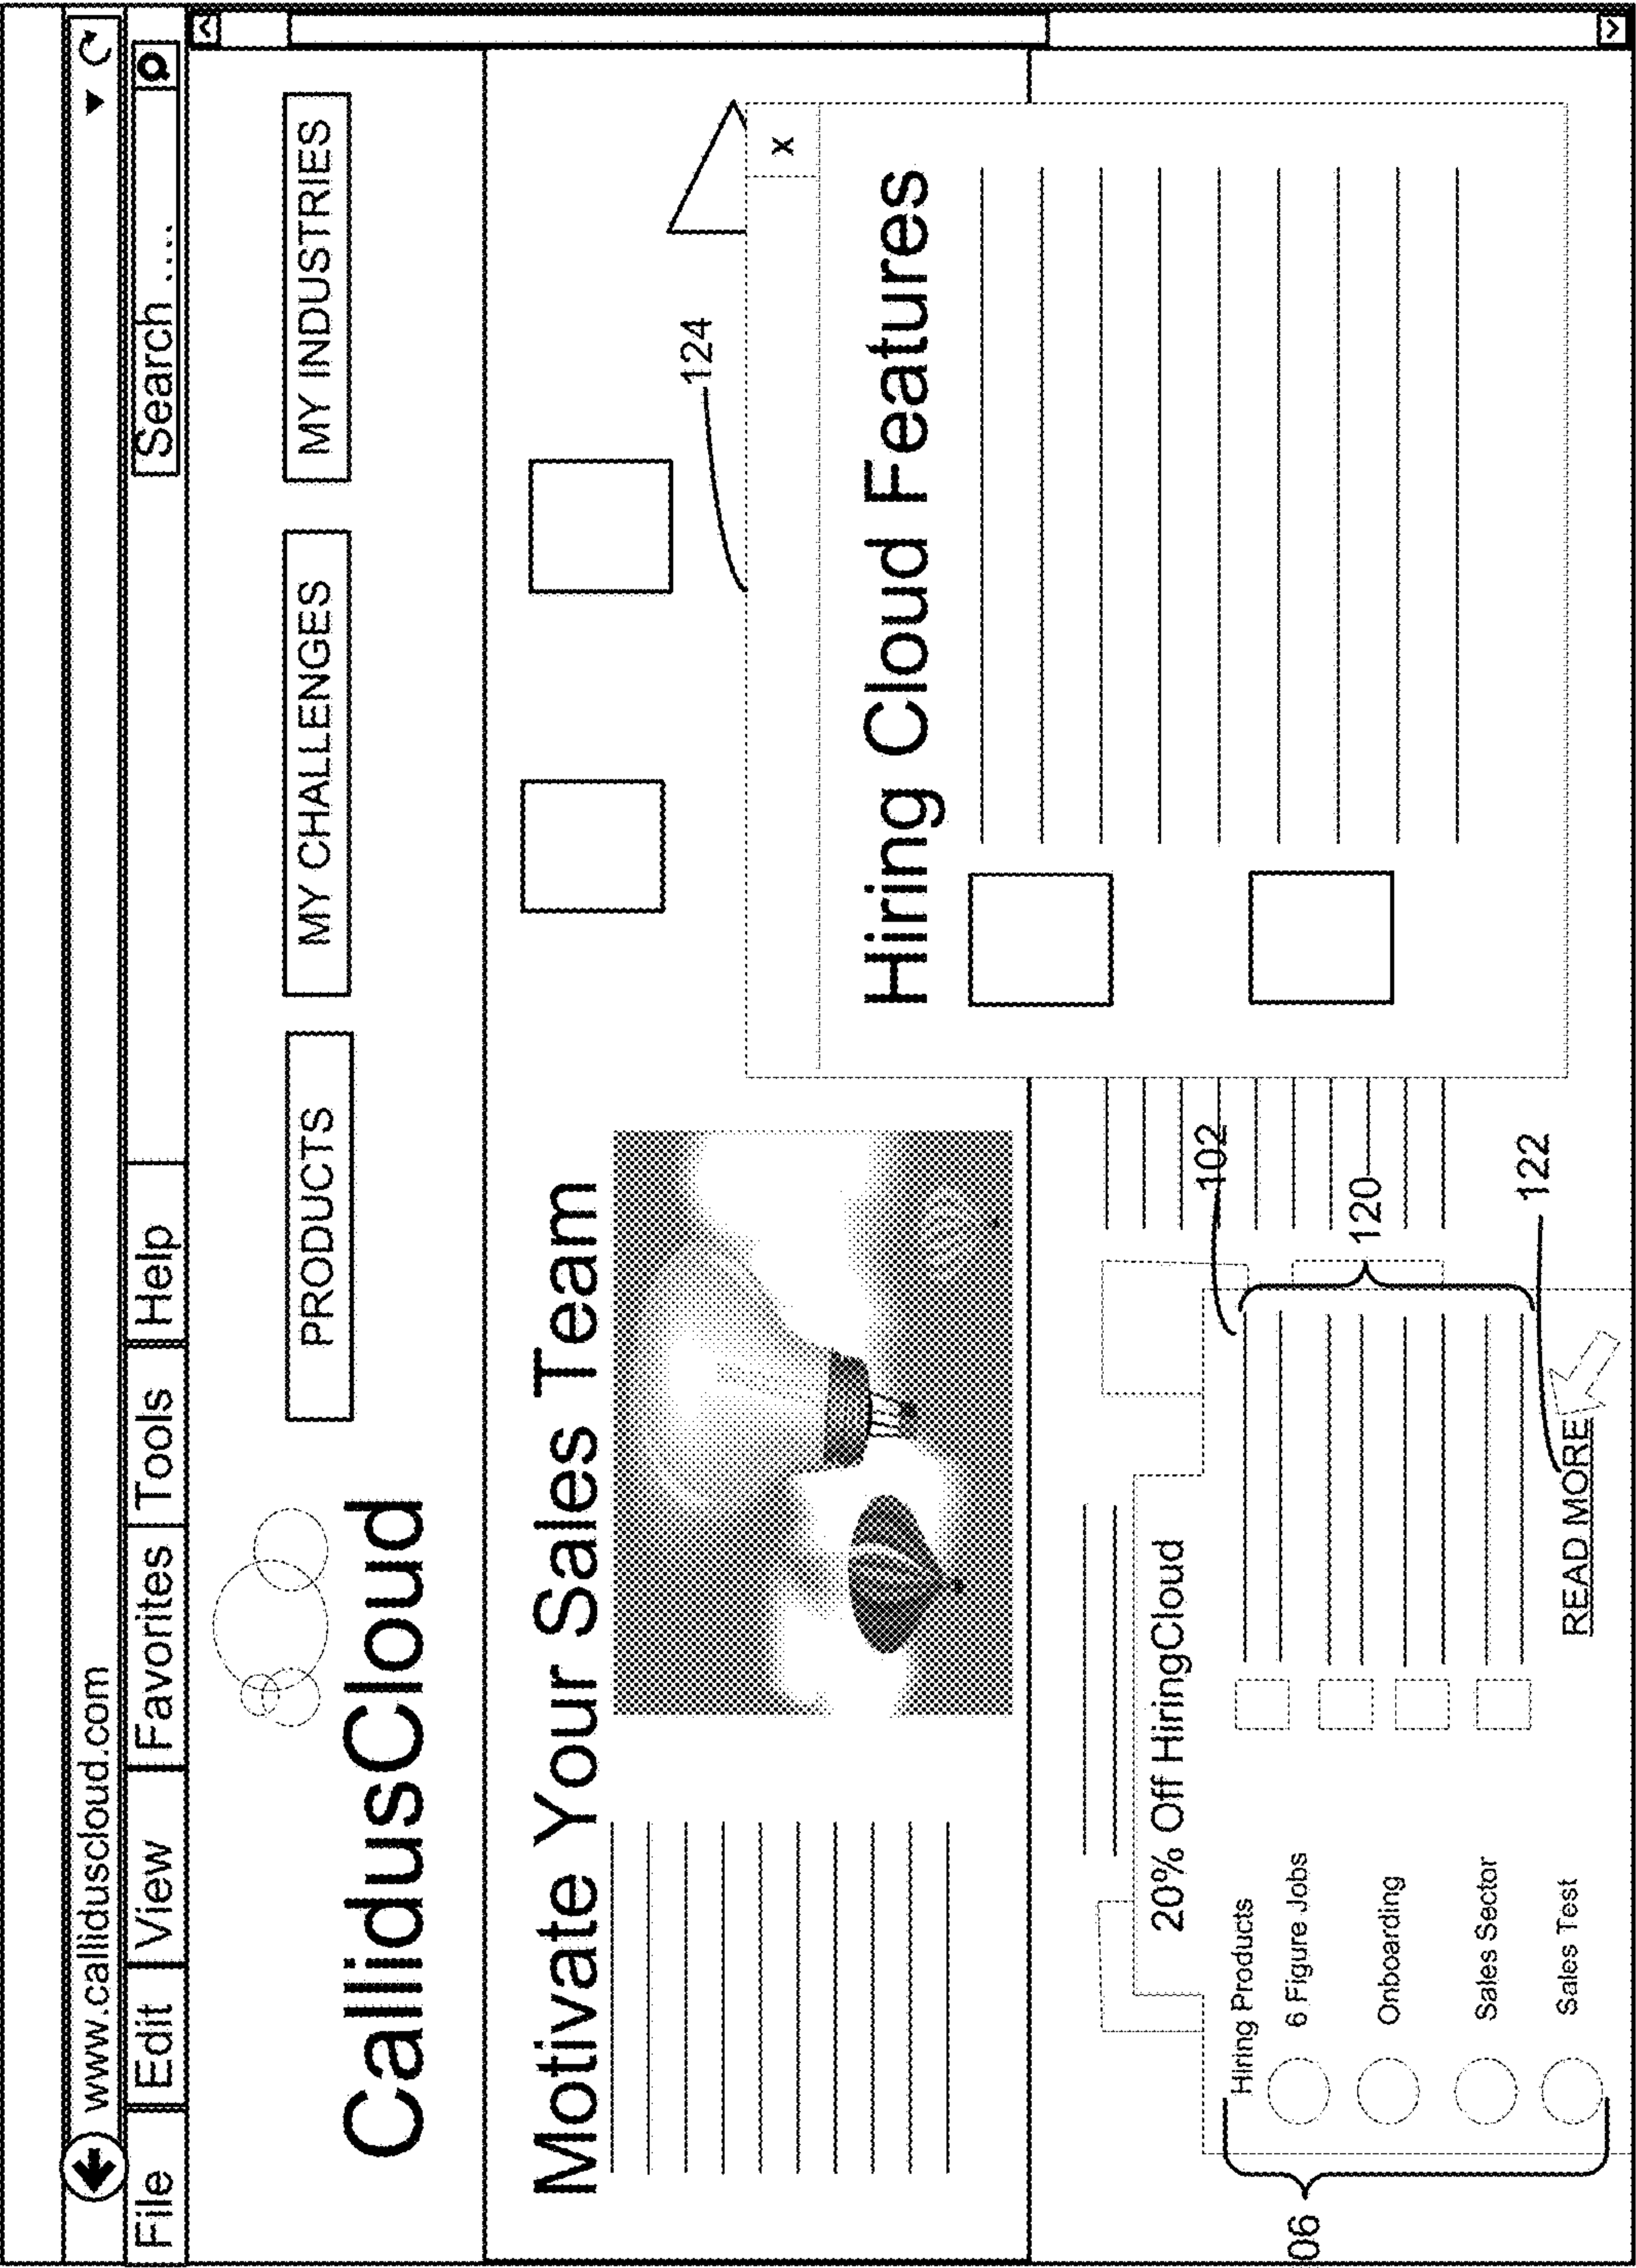 www.calliduscloud.com
File Edit View Favorites Tools Help Search ....
CallidusCloud
PRODUCTS MY CHALLENGES MY INDUSTRIES
Motivate Your Sales Team
124
X
Hiring Cloud Features
20% Off HiringCloud
102
Hiring Products
6 Figure Jobs
Onboarding
Sales Sector
Sales Test
120
122
READ MORE
06